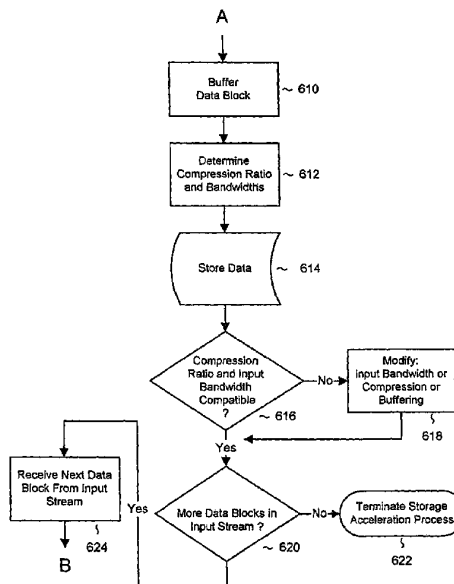 A
Buffer
Data Block
610
Determine
Compression Ratio
and Bandwidths
612
Store Data
614
Compression
Ratio and Input
Bandwidth
Compatible
?
616
No
Modify:
Input Bandwidth or
Compression or
Buffering
618
Yes
Receive Next Data
Block From Input
Stream
624
B
Yes
More Data Blocks in
Input Stream ?
620
No
Terminate Storage
Acceleration Process
622